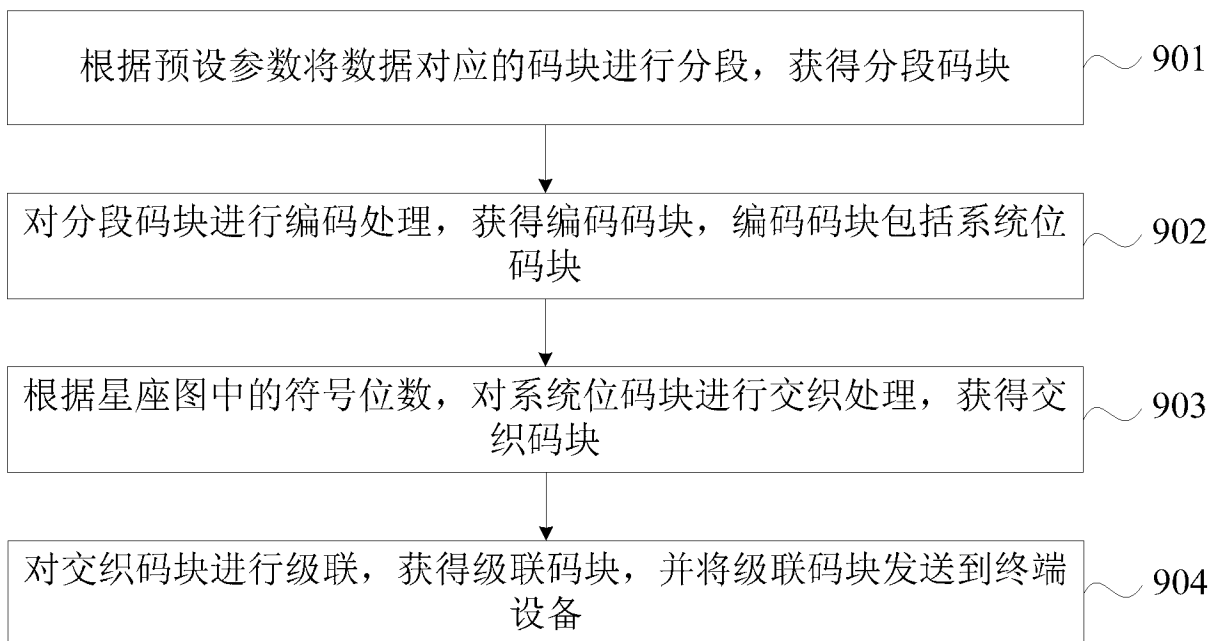 根据预设参数将数据对应的码块进行分段，获得分段码块
901
对分段码块进行编码处理，获得编码码块，编码码块包括系统位
码块
902
根据星座图中的符号位数，对系统位码块进行交织处理，获得交
织码块
903
对交织码块进行级联，获得级联码块，并将级联码块发送到终端
设备
904